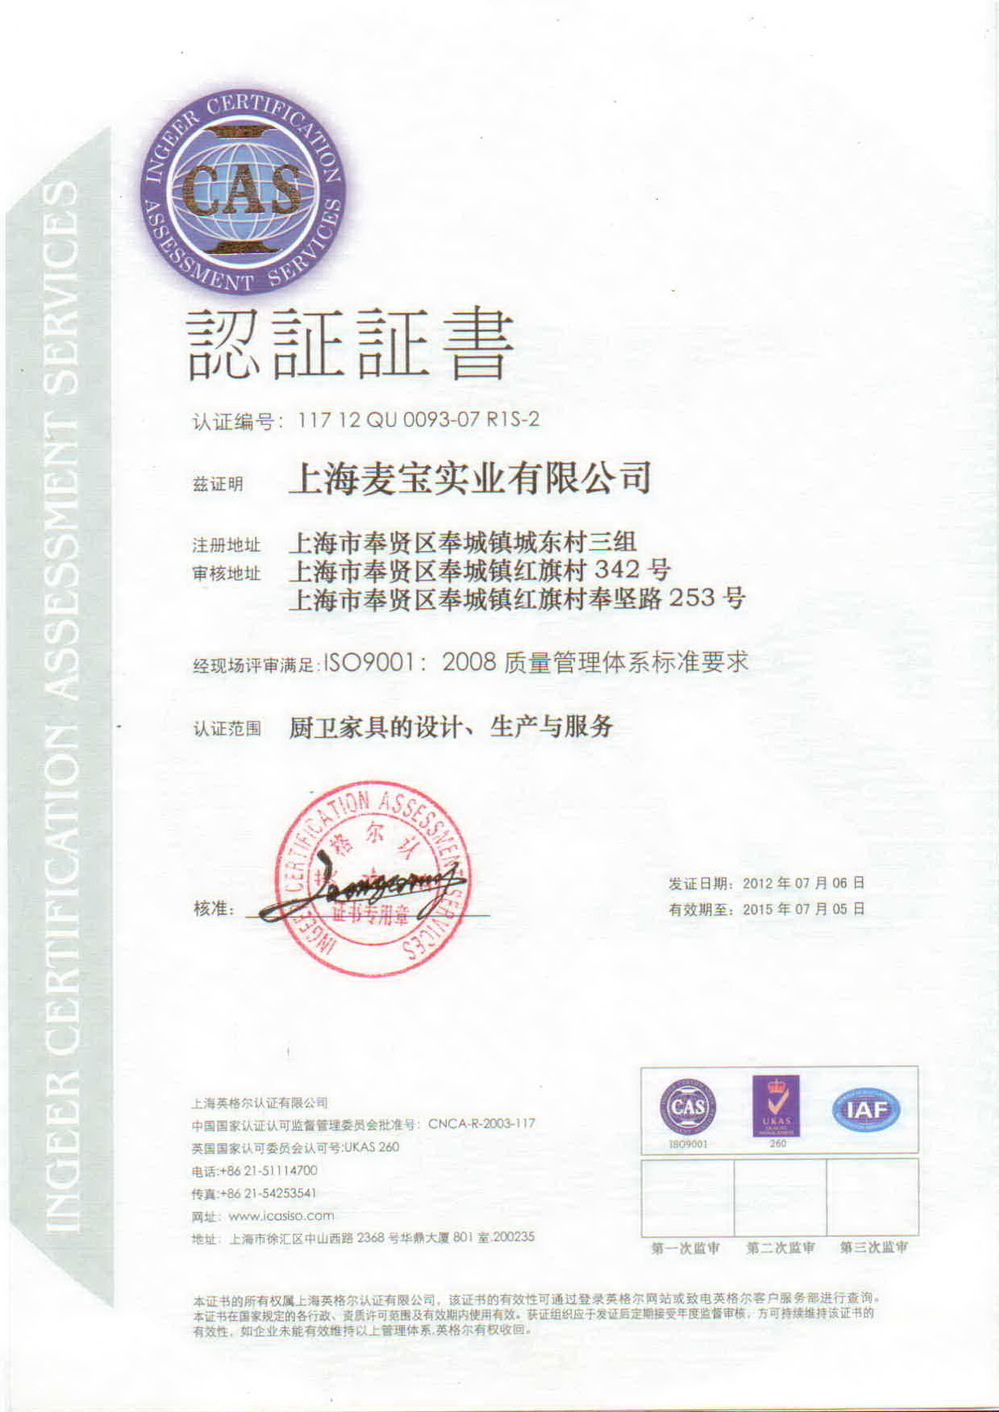 INGEER CERTIFICATION
ICAS
ASSESSMENT SERVICES
INGEER CERTIFICATION ASSESSMENT SERVICES
認証証書
认证编号：117 12 QU 0093-07 R1S-2
兹证明 上海麦宝实业有限公司
注册地址 上海市奉贤区奉城镇城东村三组
审核地址 上海市奉贤区奉城镇红旗村 342 号
上海市奉贤区奉城镇红旗村奉坚路 253 号
经现场评审满足:ISO9001：2008 质量管理体系标准要求
认证范围 厨卫家具的设计、生产与服务
INGEER CERTIFICATION ASSESSMENT SERVICES
格尔认
证书专用章
核准：
发证日期：2012 年 07 月 06 日
有效期至：2015 年 07 月 05 日
上海英格尔认证有限公司
中国国家认证认可监督管理委员会批准号：CNCA-R-2003-117
英国国家认可委员会认可号:UKAS 260
电话:+86 21-51114700
传真:+86 21-54253541
网址：www.icasiso.com
地址：上海市徐汇区中山西路 2368 号华鼎大厦 801 室.200235
ICAS
ISO9001
UKAS
260
IAF
第一次监审 第二次监审 第三次监审
本证书的所有权属上海英格尔认证有限公司，该证书的有效性可通过登录英格尔网站或致电英格尔客户服务部进行查询。
本证书在国家规定的各行政、资质许可范围及有效期内使用有效。获证组织应于发证后定期接受年度监督审核，方可持续维持该证书的
有效性，如企业未能有效维持以上管理体系,英格尔有权收回。